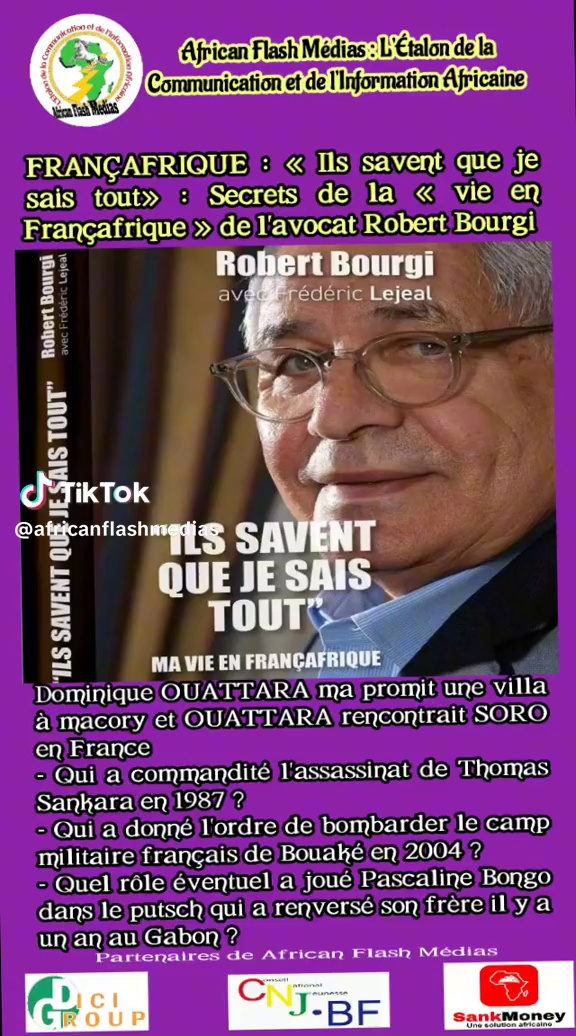 African Flash Médias : L'Étalon de la
Communication et de l'Information Africaine
L'Étalon de la Communication et de l'Information Africaine
African Flash Médias
FRANÇAFRIQUE : « Ils savent que je
sais tout» : Secrets de la « vie en
Françafrique » de l'avocat Robert Bourgi
Robert Bourgi
avec Frédéric Lejeal
"ILS SAVENT QUE JE SAIS TOUT"
Robert Bourgi
avec Frédéric Lejeal
TikTok
@africanflashmedias
"ILS SAVENT
QUE JE SAIS
TOUT"
MA VIE EN FRANÇAFRIQUE
Dominique OUATTARA ma promit une villa
à macory et OUATTARA rencontrait SORO
en France
- Qui a commandité l'assassinat de Thomas
Sankara en 1987 ?
- Qui a donné l'ordre de bombarder le camp
militaire français de Bouaké en 2004 ?
- Quel rôle éventuel a joué Pascaline Bongo
dans le putsch qui a renversé son frère il y a
un an au Gabon ?
Partenaires de African Flash Médias
DICI
GROUP
Conseil
National
Jeunesse
CNJ-BF
SankMoney
Une solution africaine